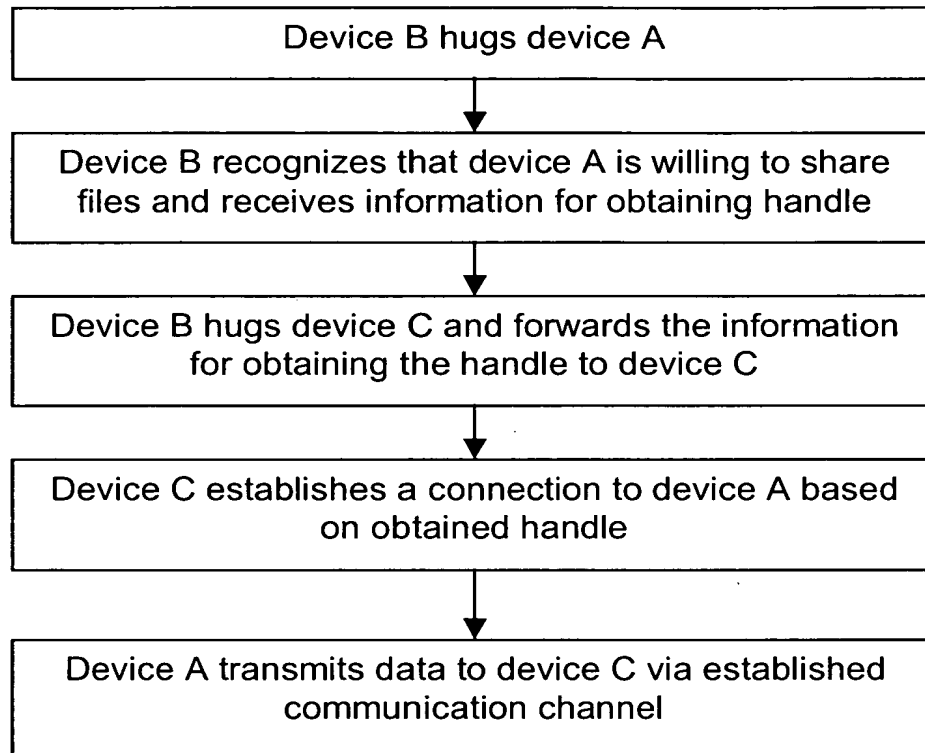 Device B hugs device A
Device B recognizes that device A is willing to share
files and receives information for obtaining handle
Device B hugs device C and forwards the information
for obtaining the handle to device C
Device C establishes a connection to device A based
on obtained handle
Device A transmits data to device C via established
communication channel